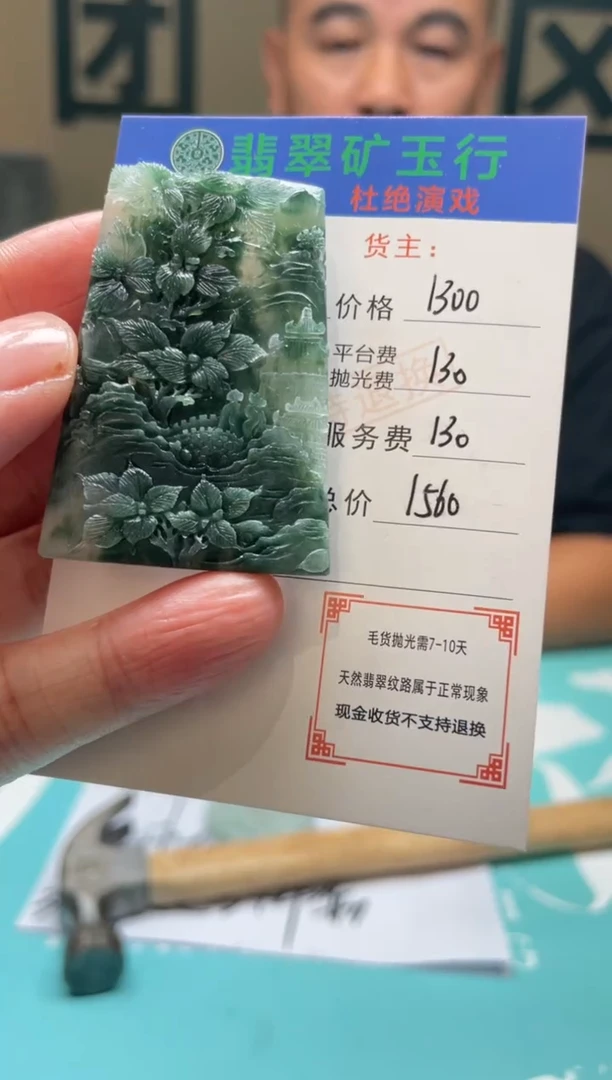 团
区
翡翠矿玉行
杜绝演戏
货主：
价格 1300
平台费
抛光费 130
服务费 130
总价 1560
毛货抛光需7-10天
天然翡翠纹路属于正常现象
现金收货不支持退换